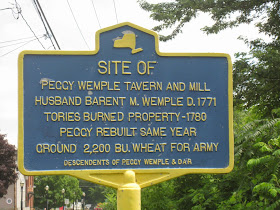 SITE OF
PEGGY WEMPLE TAVERN AND MILL
HUSBAND BARENT M. WEMPLE D. 1771
TORIES BURNED PROPERTY - 1780
PEGGY REBUILT SAME YEAR
GROUND 2,200 BU. WHEAT FOR ARMY
DESCENDENTS OF PEGGY WEMPLE & DAR